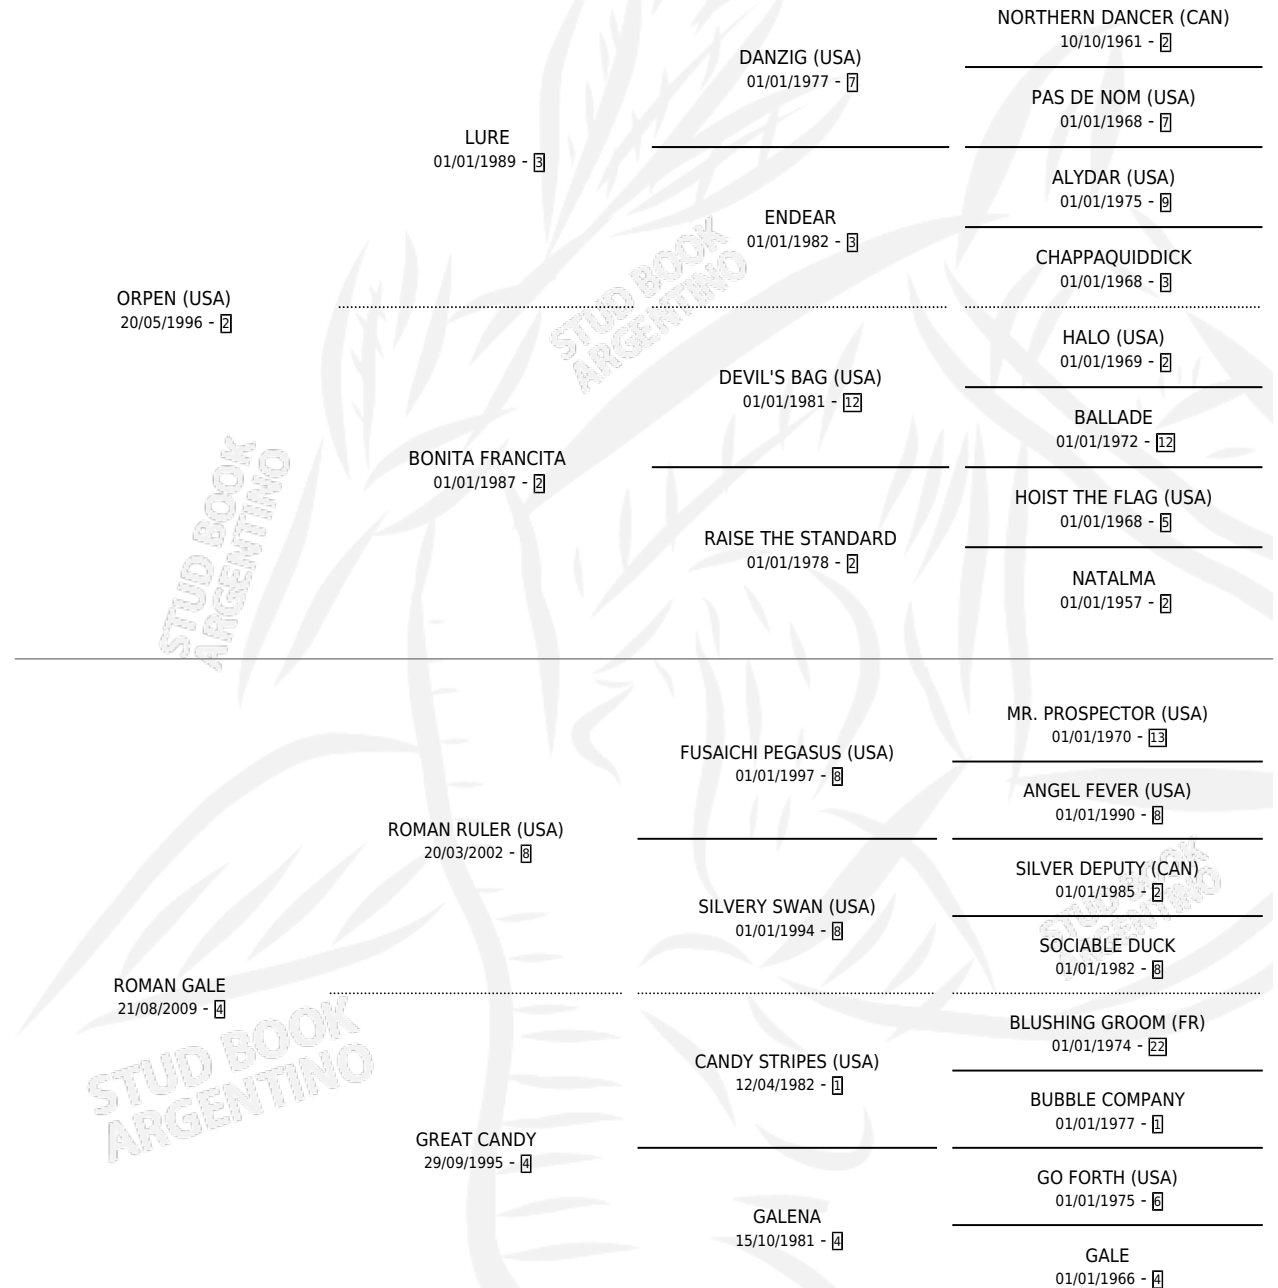 NORTHERN DANCER (CAN)
10/10/1961 - 2
DANZIG (USA)
01/01/1977 - 7
PAS DE NOM (USA)
01/01/1968 - 7
LURE
01/01/1989 - 3
ALYDAR (USA)
01/01/1975 - 9
ENDEAR
01/01/1982 - 3
CHAPPAQUIDDICK
01/01/1968 - 3
ORPEN (USA)
20/05/1996 - 2
STUD BOOK
ARGENTINO
HALO (USA)
01/01/1969 - 2
DEVIL'S BAG (USA)
01/01/1981 - 12
BALLADE
01/01/1972 - 12
BONITA FRANCITA
01/01/1987 - 2
HOIST THE FLAG (USA)
01/01/1968 - 5
RAISE THE STANDARD
01/01/1978 - 2
NATALMA
01/01/1957 - 2
STUD BOOK
ARGENTINO
MR. PROSPECTOR (USA)
01/01/1970 - 13
FUSAICHI PEGASUS (USA)
01/01/1997 - 8
ANGEL FEVER (USA)
01/01/1990 - 8
ROMAN RULER (USA)
20/03/2002 - 8
SILVER DEPUTY (CAN)
01/01/1985 - 2
SILVERY SWAN (USA)
01/01/1994 - 8
STUD BOOK
ARGENTINO
SOCIABLE DUCK
01/01/1982 - 8
ROMAN GALE
21/08/2009 - 4
BLUSHING GROOM (FR)
01/01/1974 - 22
CANDY STRIPES (USA)
12/04/1982 - 1
BUBBLE COMPANY
01/01/1977 - 1
STUD BOOK
ARGENTINO
GREAT CANDY
29/09/1995 - 4
GO FORTH (USA)
01/01/1975 - 6
GALENA
15/10/1981 - 4
GALE
01/01/1966 - 4